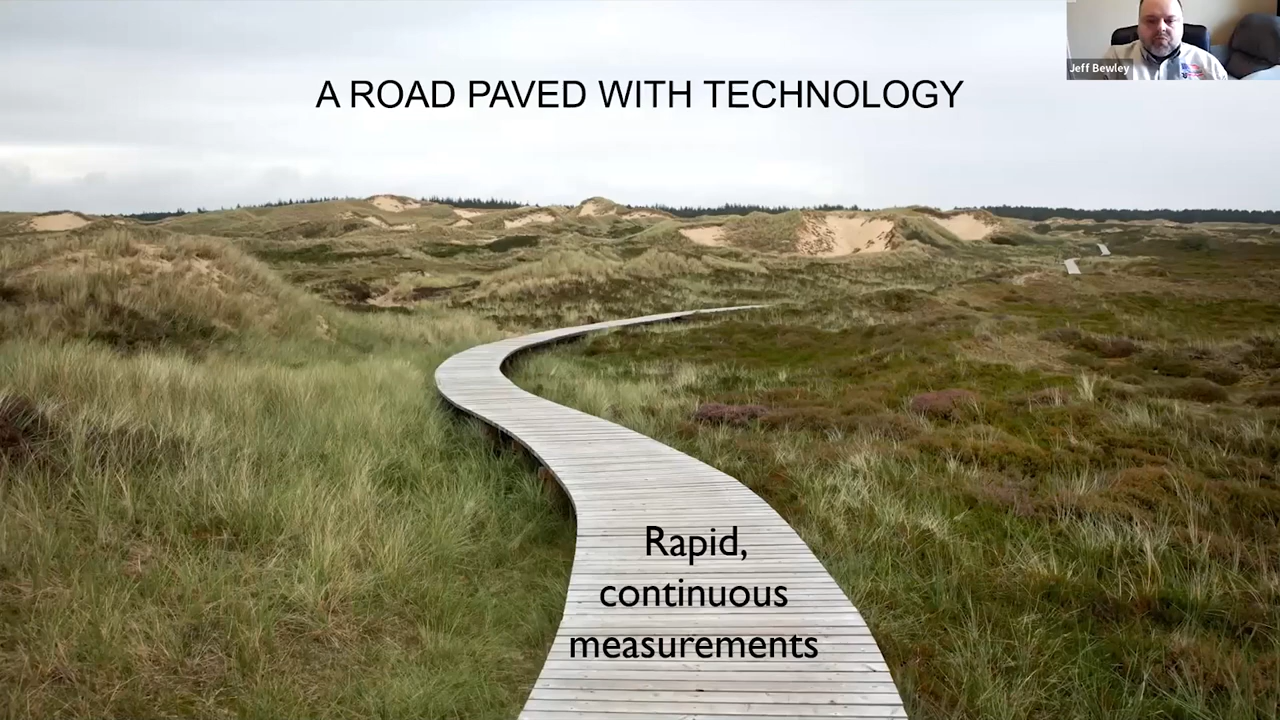 A ROAD PAVED WITH TECHNOLOGY
Jeff Bewley
Rapid,
continuous
measurements